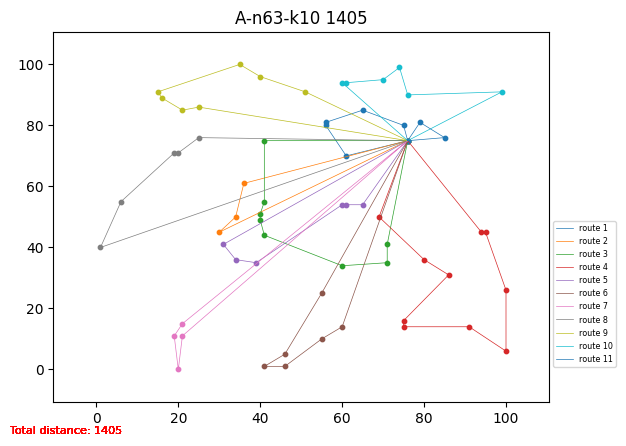 A-n63-k10 1405
100
80
60
40
20
0
0 20 40 60 80 100
route 1
route 2
route 3
route 4
route 5
route 6
route 7
route 8
route 9
route 10
route 11
Total distance: 1405